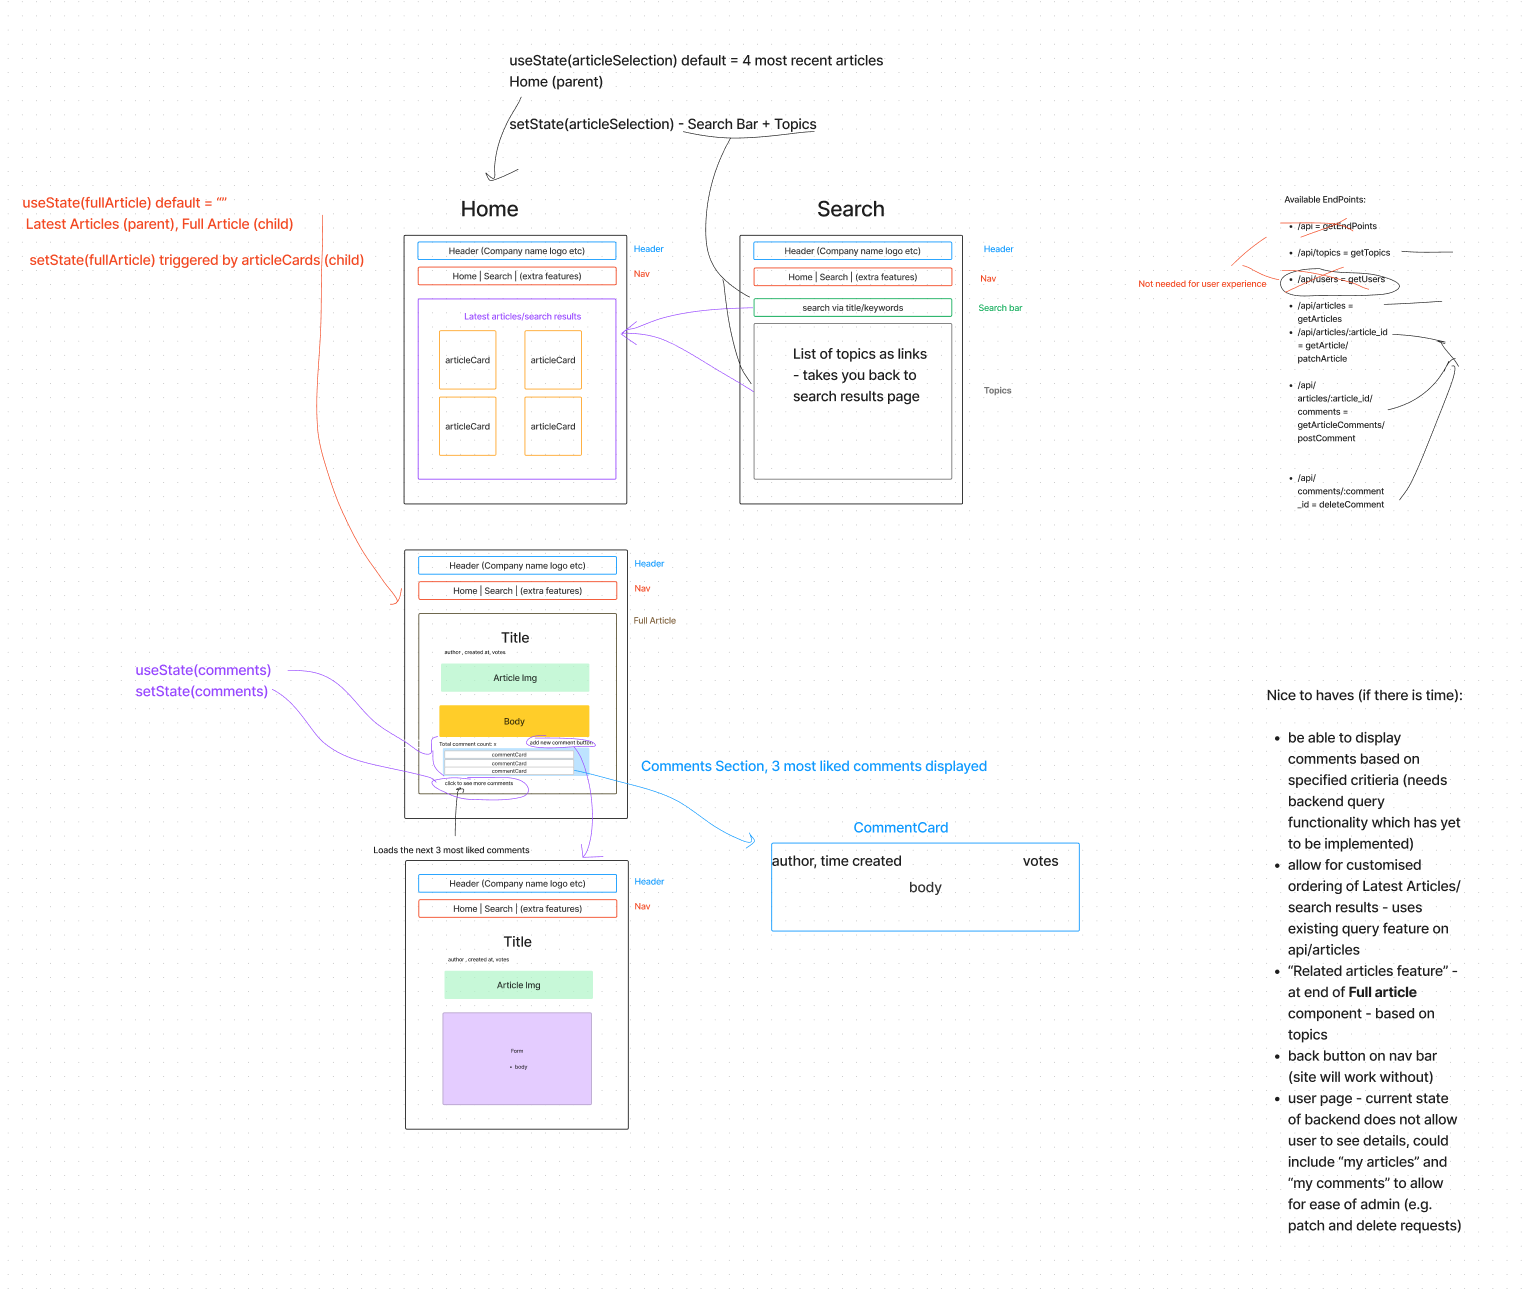 useState(articleSelection) default = 4 most recent articles
Home (parent)
setState(articleSelection) - Search Bar + Topics
useState(fullArticle) default = “”
Latest Articles (parent), Full Article (child)
setState(fullArticle) triggered by articleCards (child)
Home
Header (Company name logo etc)
Header
Home | Search | (extra features)
Nav
Latest articles/search results
articleCard
articleCard
articleCard
articleCard
Search
Header (Company name logo etc)
Header
Home | Search | (extra features)
Nav
search via title/keywords
Search bar
List of topics as links
- takes you back to
search results page
Topics
Available EndPoints:
• /api = getEndPoints
• /api/topics = getTopics
Not needed for user experience
• /api/users = getUsers
• /api/articles =
getArticles
• /api/articles/:article_id
= getArticle/
patchArticle
• /api/
articles/:article_id/
comments =
getArticleComments/
postComment
• /api/
comments/:comment
_id = deleteComment
Header (Company name logo etc)
Header
Home | Search | (extra features)
Nav
Full Article
Title
author , created at, votes
Article Img
Body
useState(comments)
setState(comments)
Total comment count: x
add new comment button
commentCard
commentCard
commentCard
click to see more comments
Loads the next 3 most liked comments
Comments Section, 3 most liked comments displayed
CommentCard
author, time created
votes
body
Header (Company name logo etc)
Header
Home | Search | (extra features)
Nav
Title
author , created at, votes
Article Img
Form
• body
Nice to haves (if there is time):
• be able to display
comments based on
specified critieria (needs
backend query
functionality which has yet
to be implemented)
• allow for customised
ordering of Latest Articles/
search results - uses
existing query feature on
api/articles
• “Related articles feature” -
at end of Full article
component - based on
topics
• back button on nav bar
(site will work without)
• user page - current state
of backend does not allow
user to see details, could
include “my articles” and
“my comments” to allow
for ease of admin (e.g.
patch and delete requests)